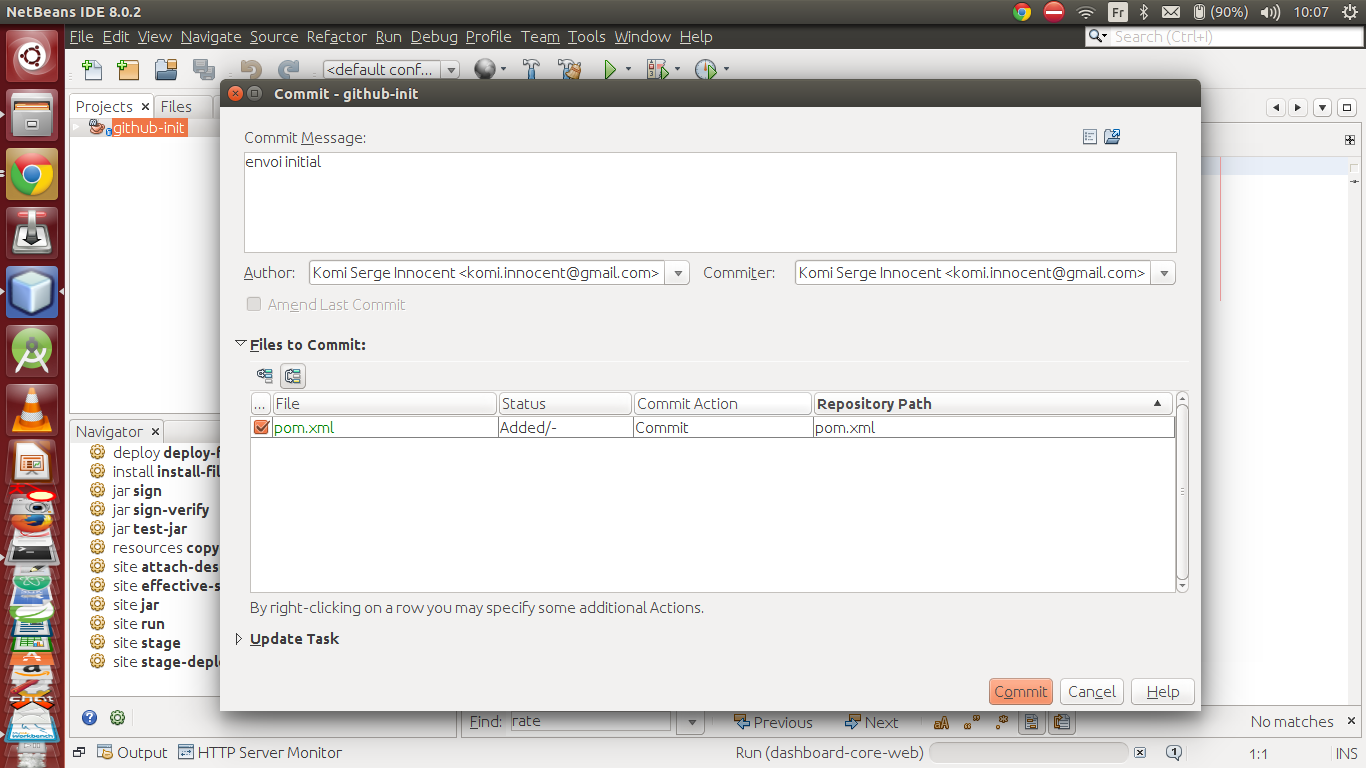 NetBeans IDE 8.0.2
Fr
(90%)
10:07
File Edit View Navigate Source Refactor Run Debug Profile Team Tools Window Help
Search (Ctrl+I)
<default conf...
Projects Files
github-init
Commit - github-init
Commit Message:
envoi initial
Author: Komi Serge Innocent <komi.innocent@gmail.com> Commiter: Komi Serge Innocent <komi.innocent@gmail.com>
Amend Last Commit
Files to Commit:
... File Status Commit Action Repository Path
pom.xml Added/- Commit pom.xml
By right-clicking on a row you may specify some additional Actions.
Update Task
Commit Cancel Help
Navigator
deploy deploy-f
install install-fil
jar sign
jar sign-verify
jar test-jar
resources copy
site attach-des
site effective-s
site jar
site run
site stage
site stage-depl
Find: rate Previous Next No matches
Output HTTP Server Monitor Run (dashboard-core-web) 1 1:1 INS